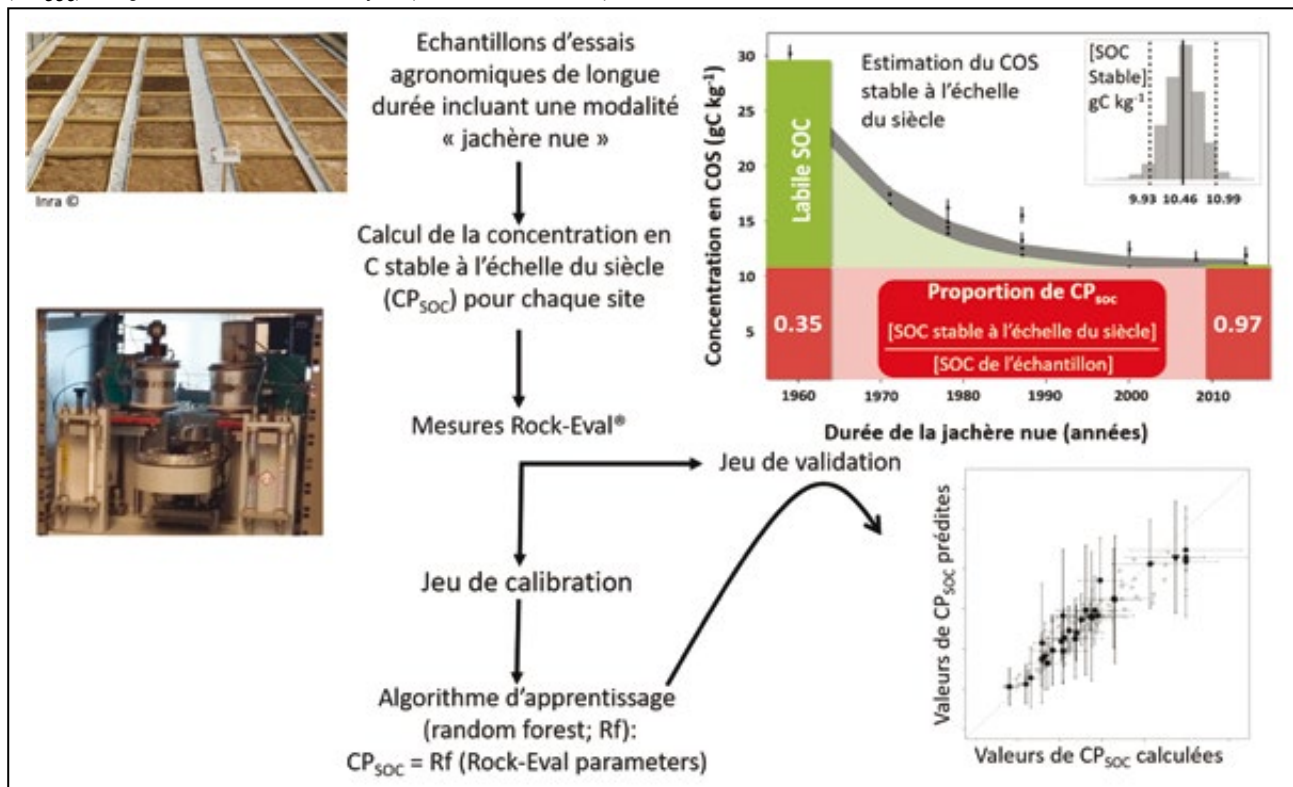 Echantillons d'essais
agronomiques de longue
durée incluant une modalité
« jachère nue »
Inra ©
Calcul de la concentration en
C stable à l'échelle du siècle
(CPSOC) pour chaque site
Mesures Rock-Eval®
Jeu de validation
Jeu de calibration
Algorithme d'apprentissage
(random forest; Rf):
CPSOC = Rf (Rock-Eval parameters)
Concentration en COS (gC kg-1)
30
25
20
15
10
5
Labile SOC
Estimation du COS
stable à l'échelle
du siècle
[SOC
Stable]
gC kg-1
9.93 10.46 10.99
0.35
Proportion de CPsoc
[SOC stable à l'échelle du siècle]
[SOC de l'échantillon]
0.97
1960 1970 1980 1990 2000 2010
Durée de la jachère nue (années)
Valeurs de CPSOC prédites
Valeurs de CPSOC calculées